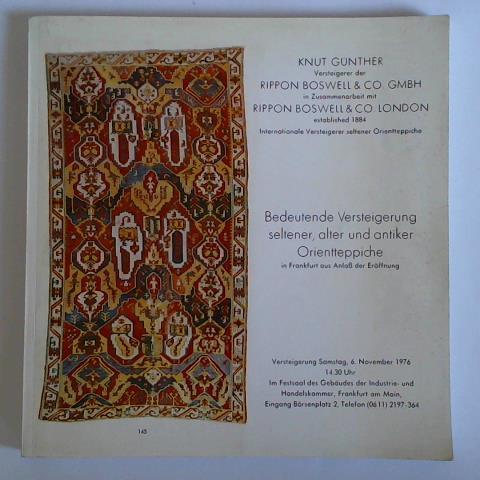 KNUT GÜNTHER
Versteigerer der
RIPPON BOSWELL & CO. GMBH
in Zusammenarbeit mit
RIPPON BOSWELL & CO. LONDON
established 1884
Internationale Versteigerer seltener Orientteppiche
Bedeutende Versteigerung
seltener, alter und antiker
Orientteppiche
in Frankfurt aus Anlaß der Eröffnung
Versteigerung Samstag, 6. November 1976
14.30 Uhr
Im Festsaal des Gebäudes der Industrie- und
Handelskammer, Frankfurt am Main,
Eingang Börsenplatz 2, Telefon (0611) 2197-364
145